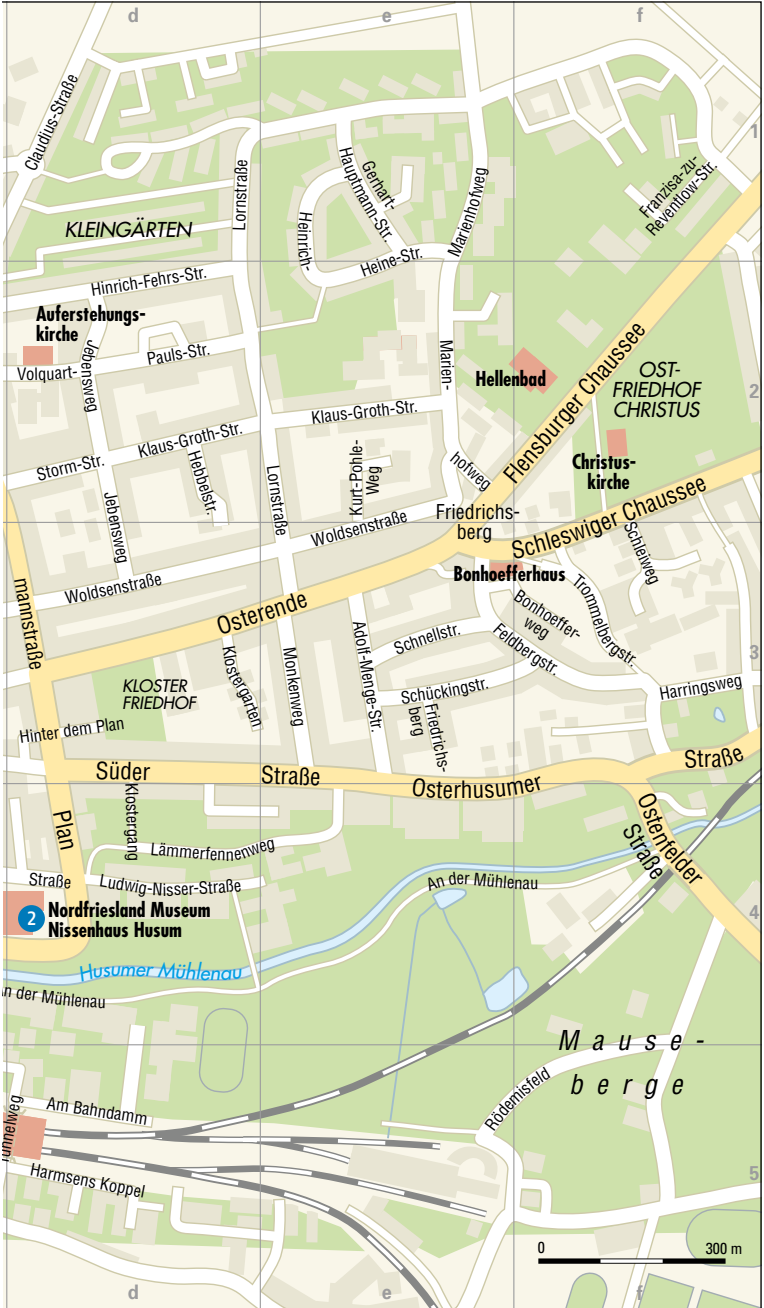 d
e
f
Claudius-Straße
1
KLEINGÄRTEN
Lornstraße
Gerhart-
Hauptmann-Str.
Heinrich-
Heine-Str.
Marienhofweg
Franzisa-zu-
Reventlow-Str.
Hinrich-Fehrs-Str.
Auferstehungs-
kirche
Volquart-
Pauls-Str.
Jebensweg
Marien-
hofweg
Hellenbad
Flensburger Chaussee
OST-
FRIEDHOF
CHRISTUS
2
Klaus-Groth-Str.
Storm-Str.
Klaus-Groth-Str.
Hebbelstr.
Kurt-Pohle-
Weg
Christus-
kirche
Jebensweg
Lornstraße
Woldsenstraße
Friedrichs-
berg
Schleswiger Chaussee
Schleiweg
Woldsenstraße
Bonhoefferhaus
mannstraße
Osterende
Bonhoeffer-
weg
Trommelbergstr.
Adolf-Menge-Str.
Schnellstr.
Feldbergstr.
3
KLOSTER
FRIEDHOF
Klostergarten
Monkenweg
Schückingstr.
Friedrichs-
berg
Harringsweg
Hinter dem Plan
Süder
Straße
Osterhusumer
Straße
Plan
Klostergang
Lämmerfennenweg
Ostenfelder
Straße
Straße
Ludwig-Nisser-Straße
An der Mühlenau
2
Nordfriesland Museum
Nissenhaus Husum
4
Husumer Mühlenau
An der Mühlenau
Mause-
berge
Rödemisfeld
Am Bahndamm
Tunnelweg
Harmsens Koppel
5
0
300 m
d
e
f